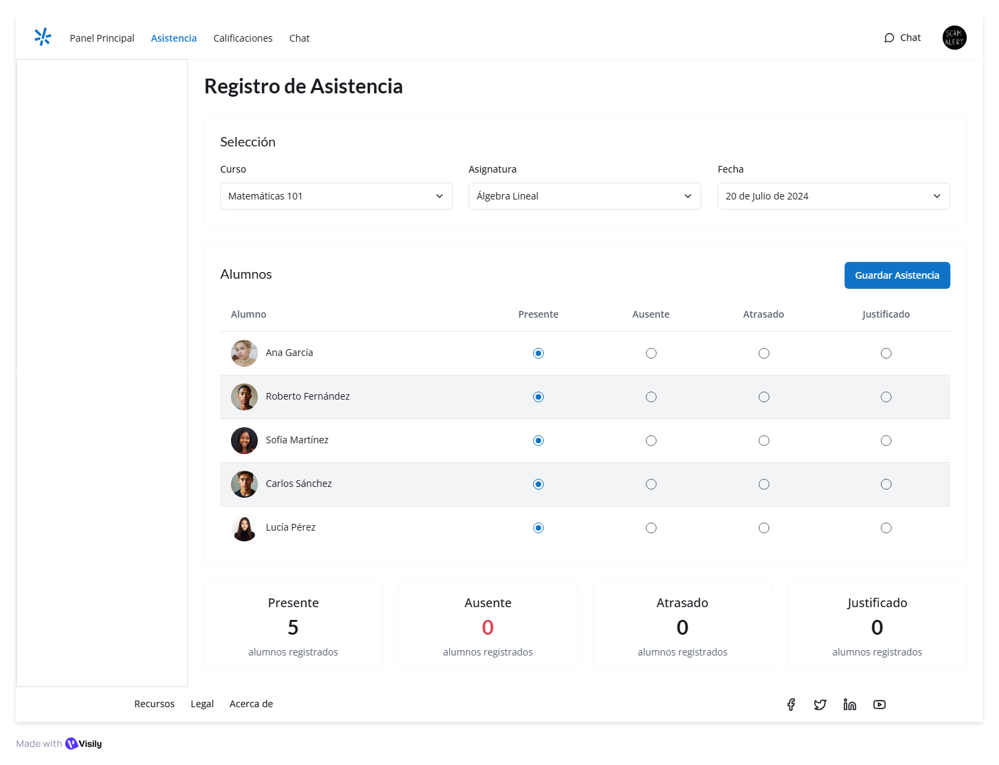 Panel Principal Asistencia Calificaciones Chat Chat
SCAM
ALERT
Registro de Asistencia
Selección
Curso Asignatura Fecha
Matemáticas 101 Álgebra Lineal 20 de Julio de 2024
Alumnos Guardar Asistencia
Alumno Presente Ausente Atrasado Justificado
Ana García
Roberto Fernández
Sofía Martínez
Carlos Sánchez
Lucía Pérez
Presente Ausente Atrasado Justificado
5 0 0 0
alumnos registrados alumnos registrados alumnos registrados alumnos registrados
Recursos Legal Acerca de
Made with Visily